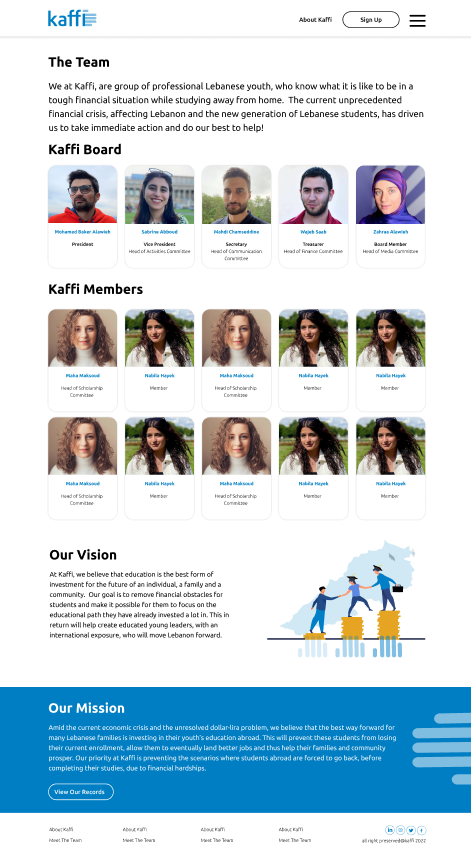 kaffi
About Kaffi
Sign Up
The Team
We at Kaffi, are group of professional Lebanese youth, who know what it is like to be in a
tough financial situation while studying away from home.  The current unprecedented
financial crisis, affecting Lebanon and the new generation of Lebanese students, has driven
us to take immediate action and do our best to help!
Kaffi Board
Mohamed Baker Alawieh
President
Sabrina Abboud
Vice President
Head of Activities Committee
Mahdi Chamseddine
Secretary
Head of Communication
Committee
Wajeb Saab
Treasurer
Head of Finance Committee
Zahraa Alawieh
Board Member
Head of Media Committee
Kaffi Members
Maha Maksoud
Head of Scholarship
Committee
Nabila Hayek
Member
Maha Maksoud
Head of Scholarship
Committee
Nabila Hayek
Member
Nabila Hayek
Member
Maha Maksoud
Head of Scholarship
Committee
Nabila Hayek
Member
Maha Maksoud
Head of Scholarship
Committee
Nabila Hayek
Member
Nabila Hayek
Member
Our Vision
At Kaffi, we believe that education is the best form of
investment for the future of an individual, a family and a
community.  Our goal is to remove financial obstacles for
students and make it possible for them to focus on the
educational path they have already invested a lot in. This in
return will help create educated young leaders, with an
international exposure, who will move Lebanon forward.
Our Mission
Amid the current economic crisis and the unresolved dollar-lira problem, we believe that the best way forward for
many Lebanese families is investing in their youth's education abroad. This will prevent these students from losing
their current enrollment, allow them to eventually land better jobs and thus help their families and community
prosper. Our priority at Kaffi is preventing the scenarios where students abroad are forced to go back, before
completing their studies, due to financial hardships.
View Our Records
About Kaffi
Meet The Team
About Kaffi
Meet The Team
About Kaffi
Meet The Team
About Kaffi
Meet The Team
all right preserved@kaffi 2022